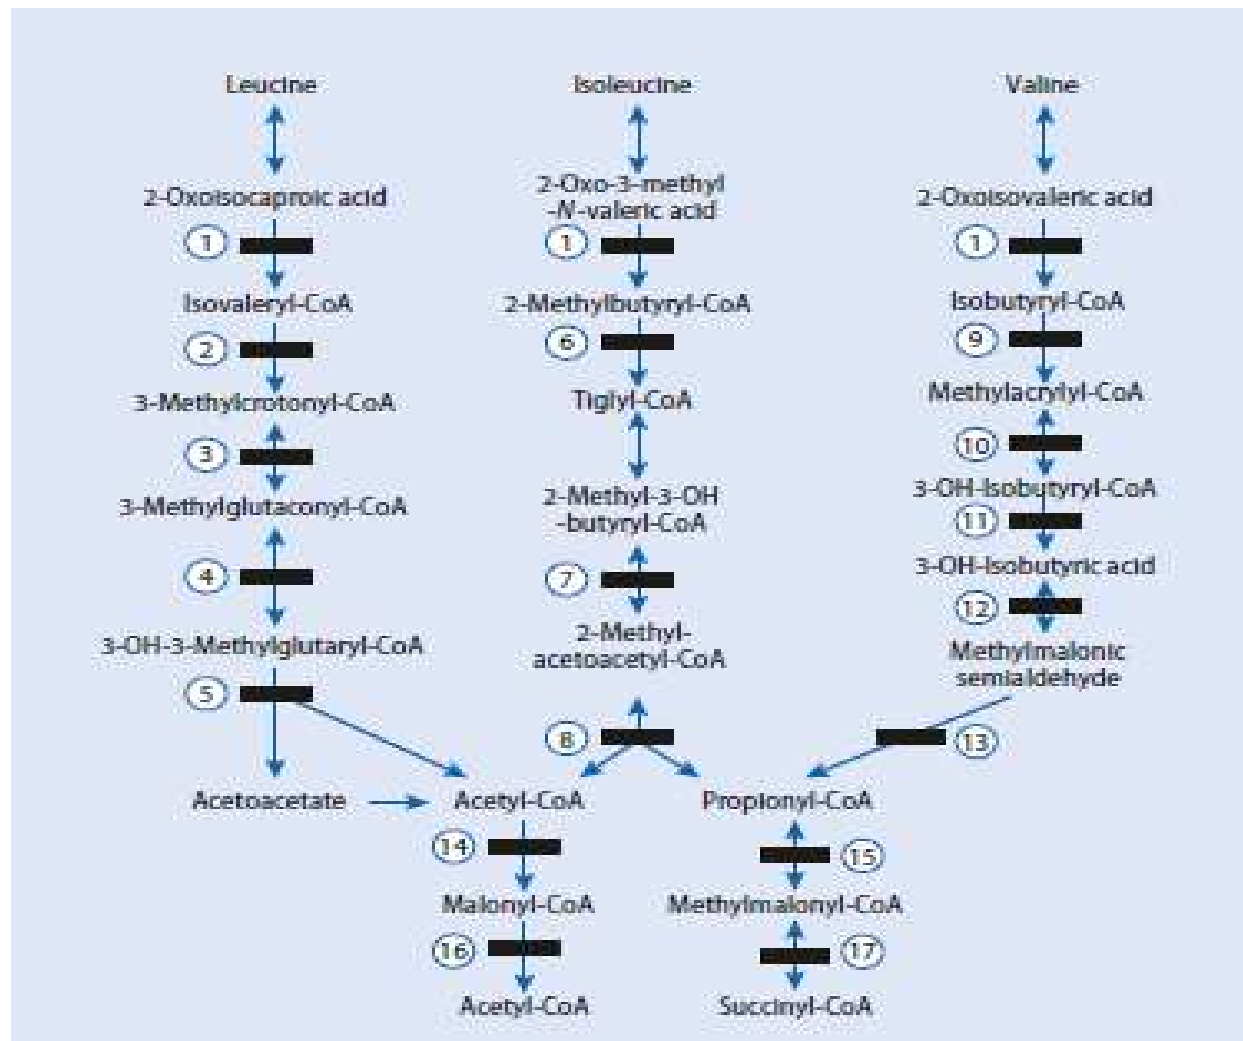 Leucine
Isoleucine
Valine
2-Oxoisocaproic acid
2-Oxo-3-methyl
-N-valeric acid
2-Oxoisovaleric acid
1
1
1
Isovaleryl-CoA
2-Methylbutyryl-CoA
Isobutyryl-CoA
2
6
9
3-Methylcrotonyl-CoA
Tiglyl-CoA
Methylacrylyl-CoA
3
10
3-Methylglutaconyl-CoA
2-Methyl-3-OH
-butyryl-CoA
3-OH-Isobutyryl-CoA
11
4
7
3-OH-Isobutyric acid
12
3-OH-3-Methylglutaryl-CoA
2-Methyl-
acetoacetyl-CoA
Methylmalonic
semialdehyde
5
8
13
Acetoacetate
Acetyl-CoA
Propionyl-CoA
14
15
Malonyl-CoA
Methylmalonyl-CoA
16
17
Acetyl-CoA
Succinyl-CoA